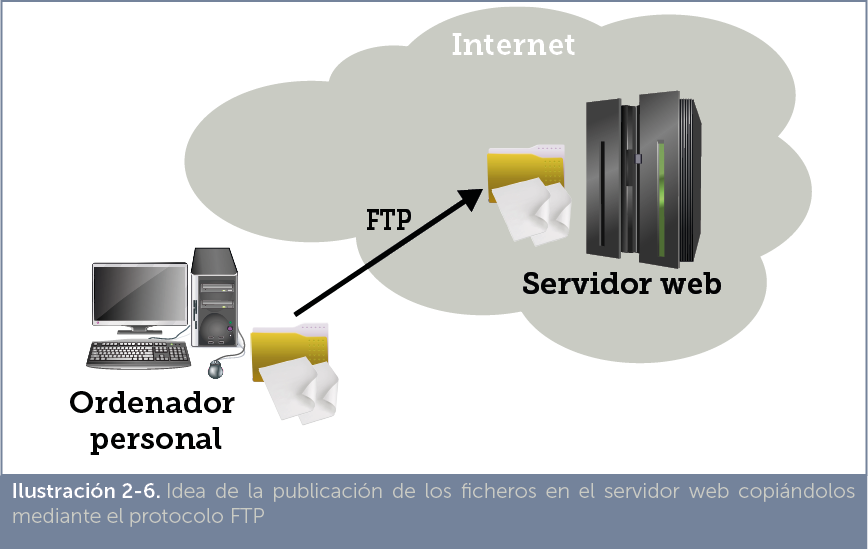 Internet
FTP
Servidor web
Ordenador
personal
Ilustración 2-6. Idea de la publicación de los ficheros en el servidor web copiándolos
mediante el protocolo FTP